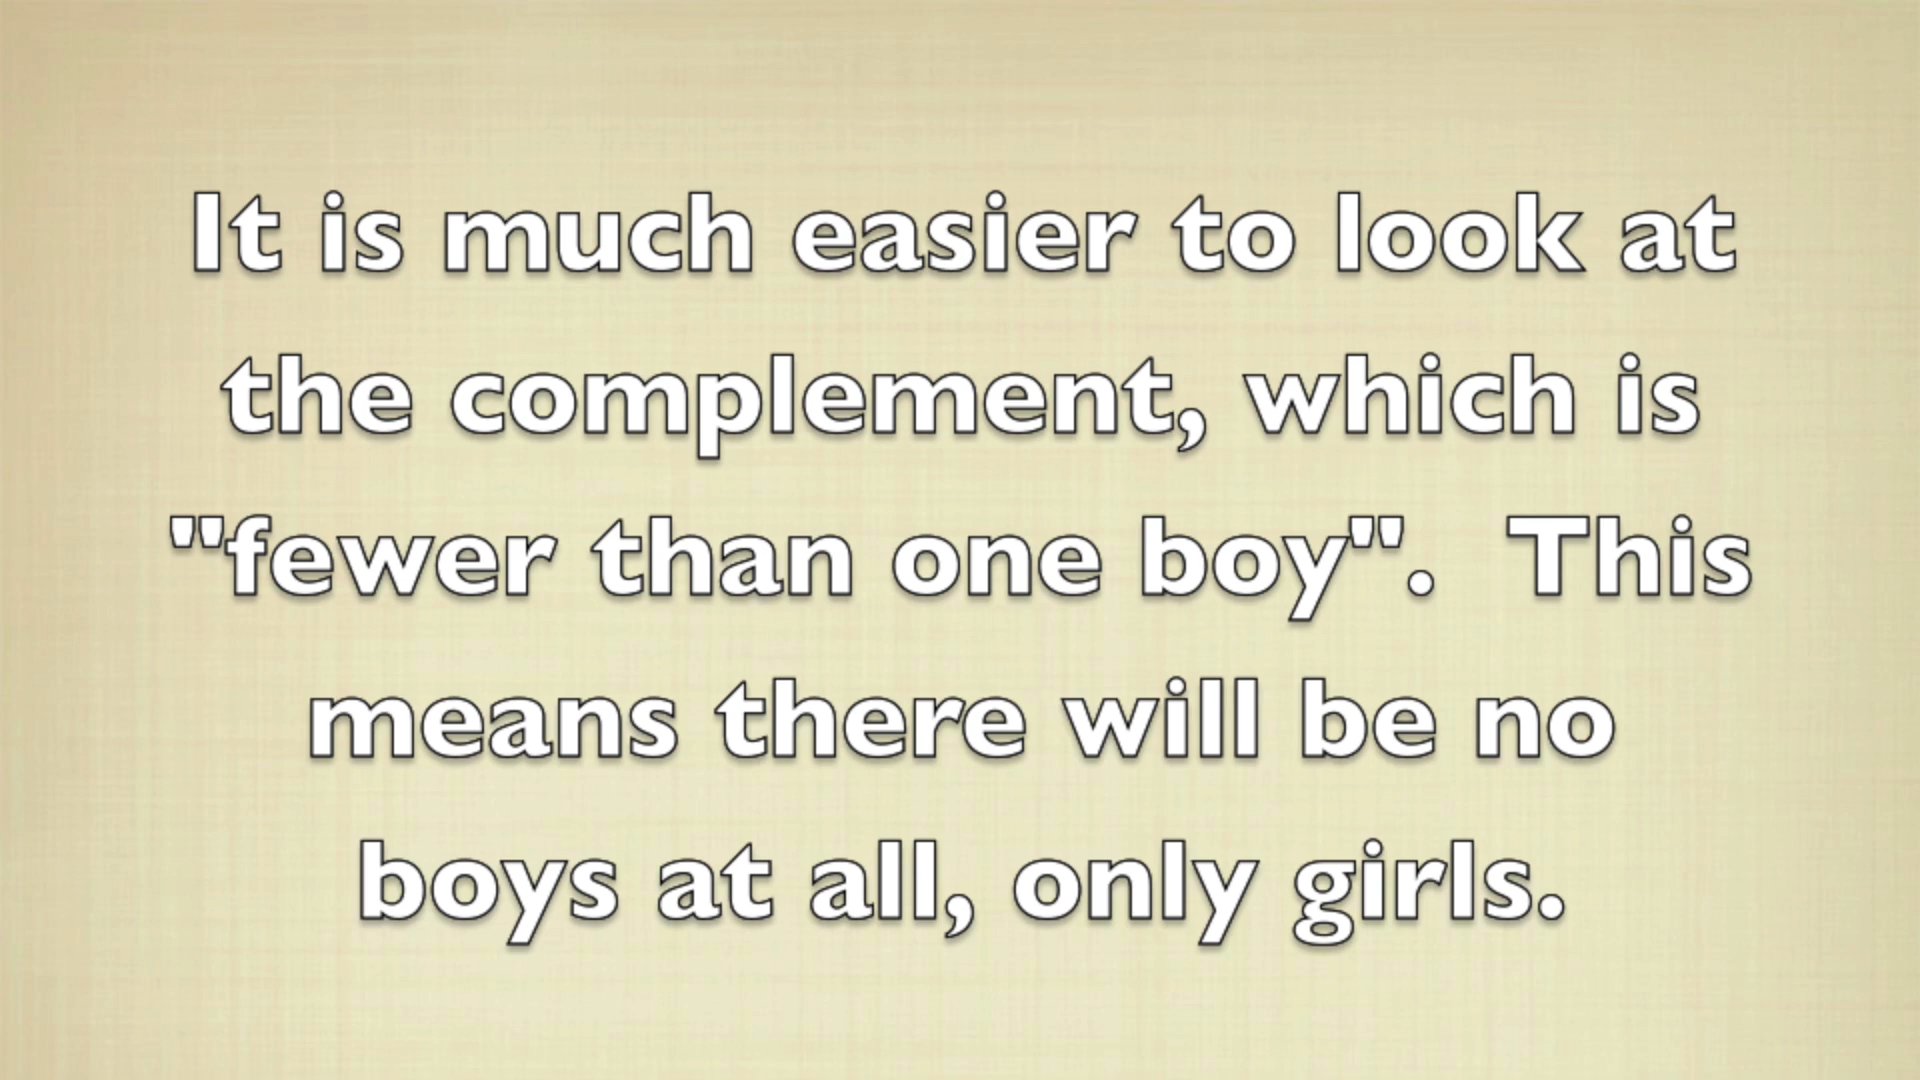 It is much easier to look at
the complement, which is
"fewer than one boy".  This
means there will be no
boys at all, only girls.